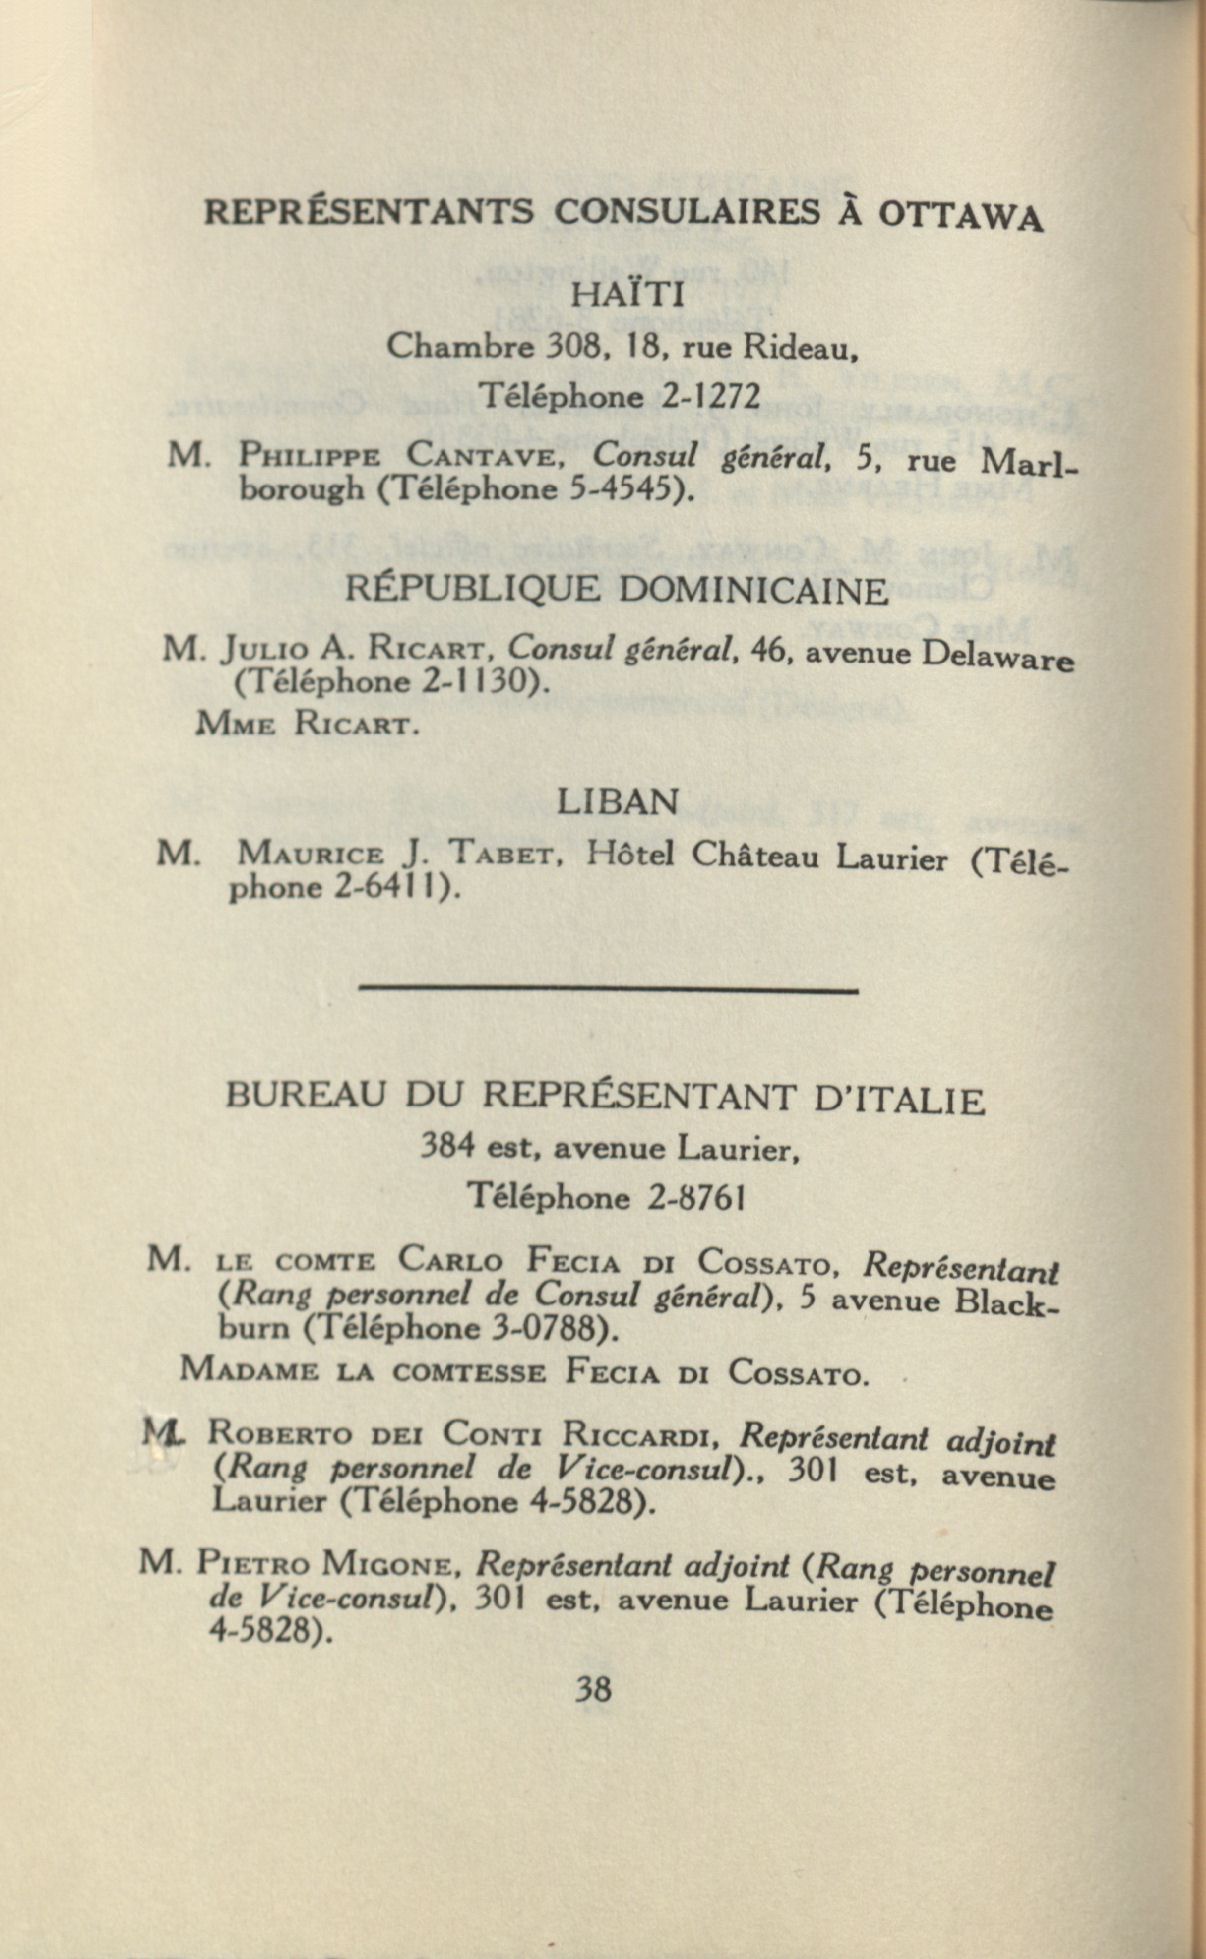 REPRÉSENTANTS CONSULAIRES À OTTAWA
HAÏTI
Chambre 308, 18, rue Rideau,
Téléphone 2-1272
M. PHILIPPE CANTAVE, Consul général, 5, rue Marl-
borough (Téléphone 5-4545).
RÉPUBLIQUE DOMINICAINE
M. JULIO A. RICART, Consul général, 46, avenue Delaware
(Téléphone 2-1130).
MME RICART.
LIBAN
M. MAURICE J. TABET, Hôtel Château Laurier (Télé-
phone 2-6411).
BUREAU DU REPRÉSENTANT D'ITALIE
384 est, avenue Laurier,
Téléphone 2-8761
M. LE COMTE CARLO FECIA DI COSSATO, Représentant
(Rang personnel de Consul général), 5 avenue Black-
burn (Téléphone 3-0788).
MADAME LA COMTESSE FECIA DI COSSATO.
M. ROBERTO DEI CONTI RICCARDI, Représentant adjoint
(Rang personnel de Vice-consul)., 301 est, avenue
Laurier (Téléphone 4-5828).
M. PIETRO MIGONE, Représentant adjoint (Rang personnel
de Vice-consul), 301 est, avenue Laurier (Téléphone
4-5828).
38